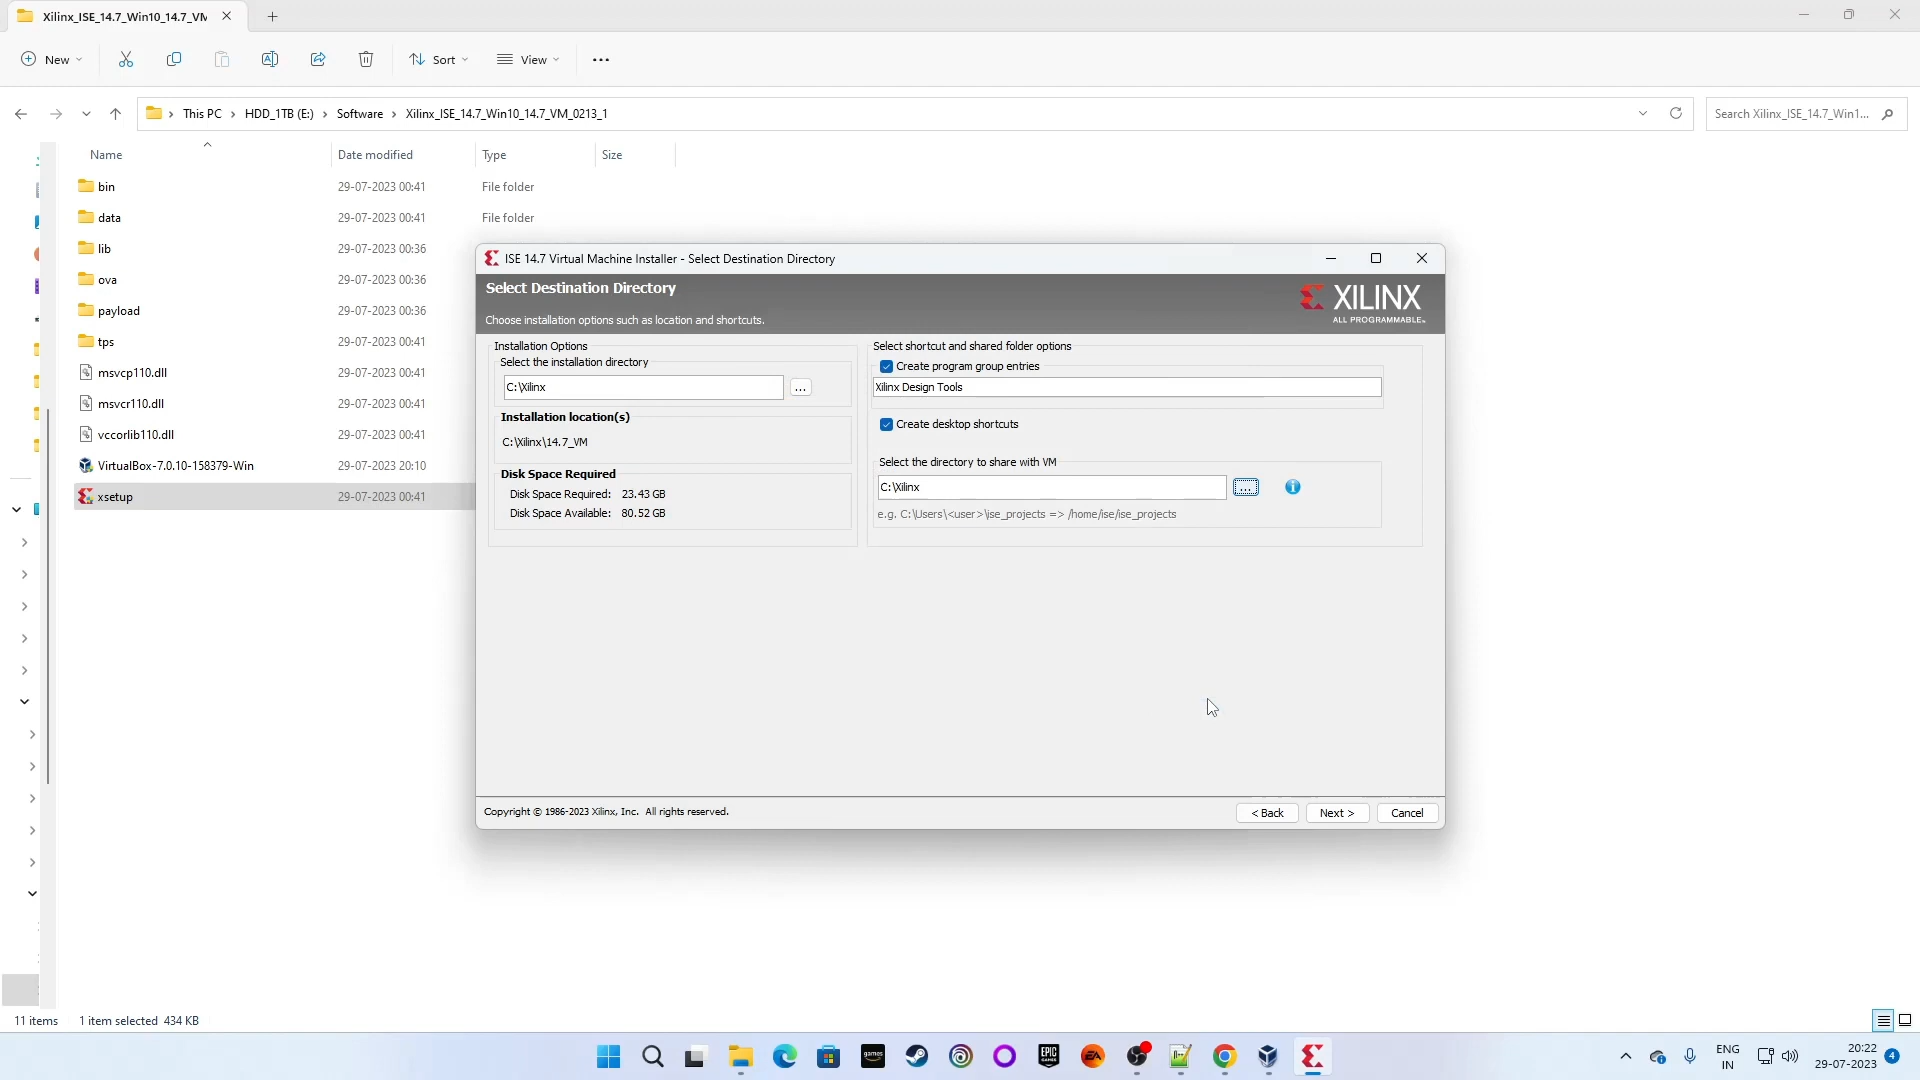 Xilinx_ISE_14.7_Win10_14.7_VM
New
Sort
View
This PC > HDD_1TB (E:) > Software > Xilinx_ISE_14.7_Win10_14.7_VM_0213_1
Search Xilinx_ISE_14.7_Win1...
Name Date modified Type Size
bin 29-07-2023 00:41 File folder
data 29-07-2023 00:41 File folder
lib 29-07-2023 00:36
ova 29-07-2023 00:36
payload 29-07-2023 00:36
tps 29-07-2023 00:41
msvcp110.dll 29-07-2023 00:41
msvcr110.dll 29-07-2023 00:41
vccorlib110.dll 29-07-2023 00:41
VirtualBox-7.0.10-158379-Win 29-07-2023 20:10
xsetup 29-07-2023 00:41
ISE 14.7 Virtual Machine Installer - Select Destination Directory
Select Destination Directory
Choose installation options such as location and shortcuts.
XILINX
ALL PROGRAMMABLE™
Installation Options
Select the installation directory
C:\Xilinx
...
Installation location(s)
C:\Xilinx\14.7_VM
Disk Space Required
Disk Space Required: 23.43 GB
Disk Space Available: 80.52 GB
Select shortcut and shared folder options
Create program group entries
Xilinx Design Tools
Create desktop shortcuts
Select the directory to share with VM
C:\Xilinx
...
e.g. C:\Users\<user>\ise_projects => /home/ise/ise_projects
Copyright © 1986-2023 Xilinx, Inc. All rights reserved.
< Back
Next >
Cancel
11 items 1 item selected 434 KB
games
EPIC GAMES
EA
ENG
IN
20:22
29-07-2023
4